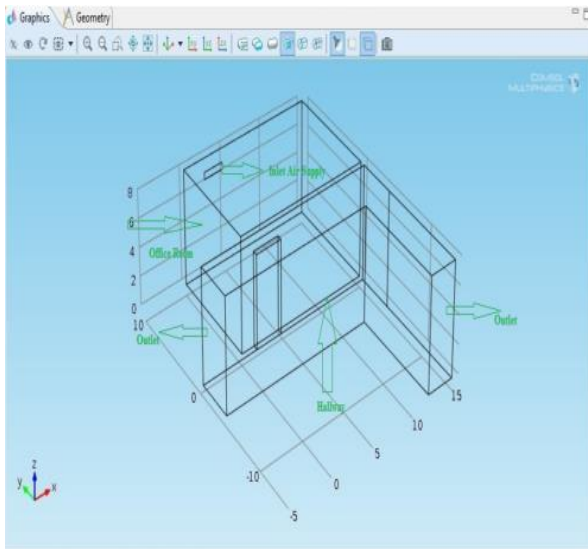 Graphics
Geometry
COMSOL
MULTIPHYSICS
8
6
4
2
0
10
0
-10
-5
0
5
10
15
Inlet Air Supply
Office Room
Outlet
Outlet
Hallway
z
y
x